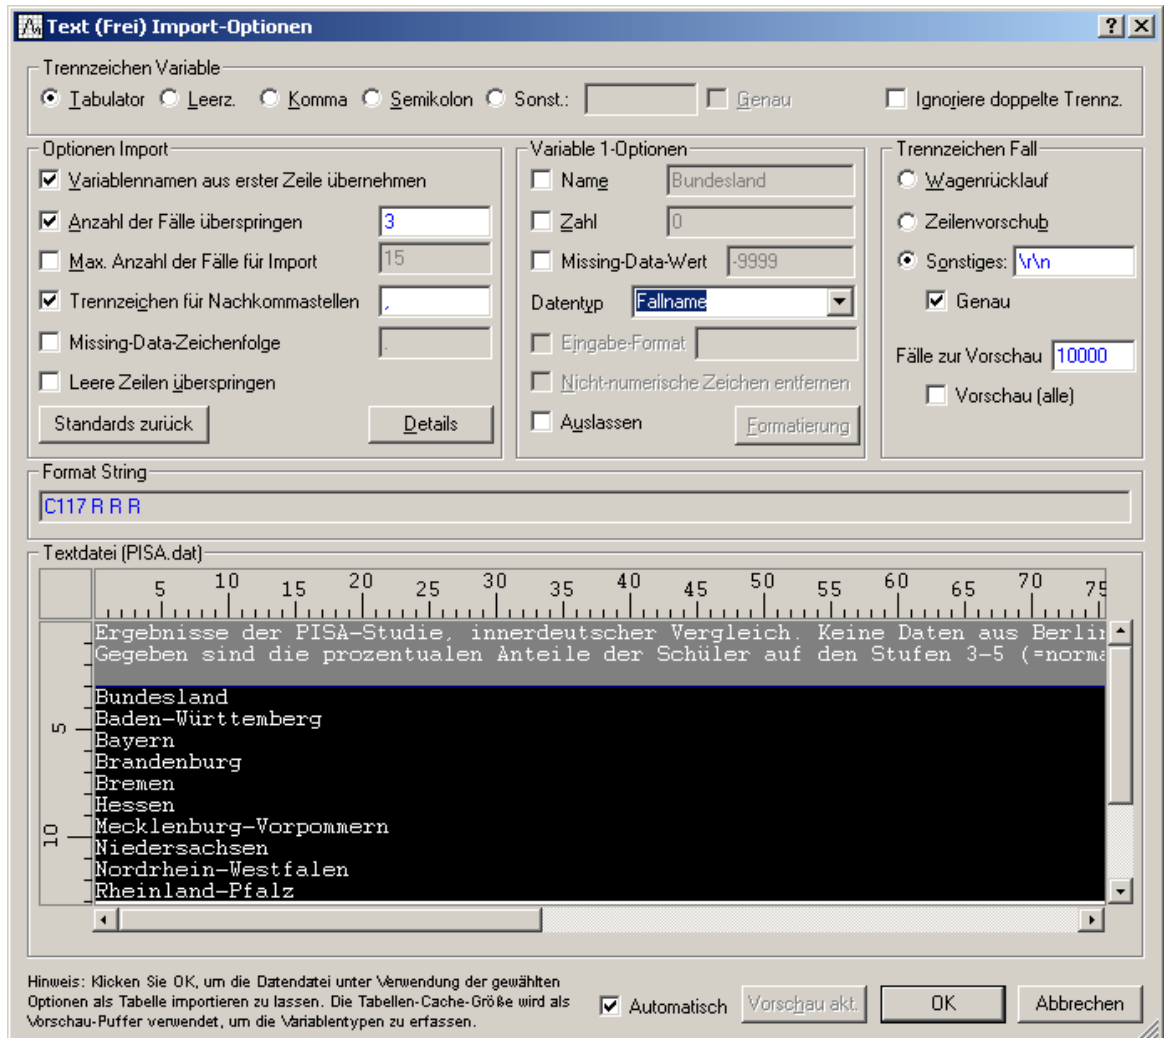 Text (Frei) Import-Optionen
Trennzeichen Variable
Tabulator Leerz. Komma Semikolon Sonst.: Genau Ignoriere doppelte Trennz.
Optionen Import
Variablennamen aus erster Zeile übernehmen
Anzahl der Fälle überspringen 3
Max. Anzahl der Fälle für Import 15
Trennzeichen für Nachkommastellen ,
Missing-Data-Zeichenfolge .
Leere Zeilen überspringen
Standards zurück Details
Variable 1-Optionen
Name Bundesland
Zahl 0
Missing-Data-Wert -9999
Datentyp Fallname
Eingabe-Format
Nicht-numerische Zeichen entfernen
Auslassen Formatierung
Trennzeichen Fall
Wagenrücklauf
Zeilenvorschub
Sonstiges: \r\n
Genau
Fälle zur Vorschau 10000
Vorschau (alle)
Format String
C117 R R R
Textdatei (PISA.dat)
5 10 15 20 25 30 35 40 45 50 55 60 65 70 75
Ergebnisse der PISA-Studie, innerdeutscher Vergleich. Keine Daten aus Berlin
Gegeben sind die prozentualen Anteile der Schüler auf den Stufen 3-5 (=norma
Bundesland
5
Baden-Württemberg
Bayern
Brandenburg
Bremen
Hessen
10
Mecklenburg-Vorpommern
Niedersachsen
Nordrhein-Westfalen
Rheinland-Pfalz
Hinweis: Klicken Sie OK, um die Datendatei unter Verwendung der gewählten
Optionen als Tabelle importieren zu lassen. Die Tabellen-Cache-Größe wird als
Vorschau-Puffer verwendet, um die Variablentypen zu erfassen.
Automatisch Vorschau akt. OK Abbrechen